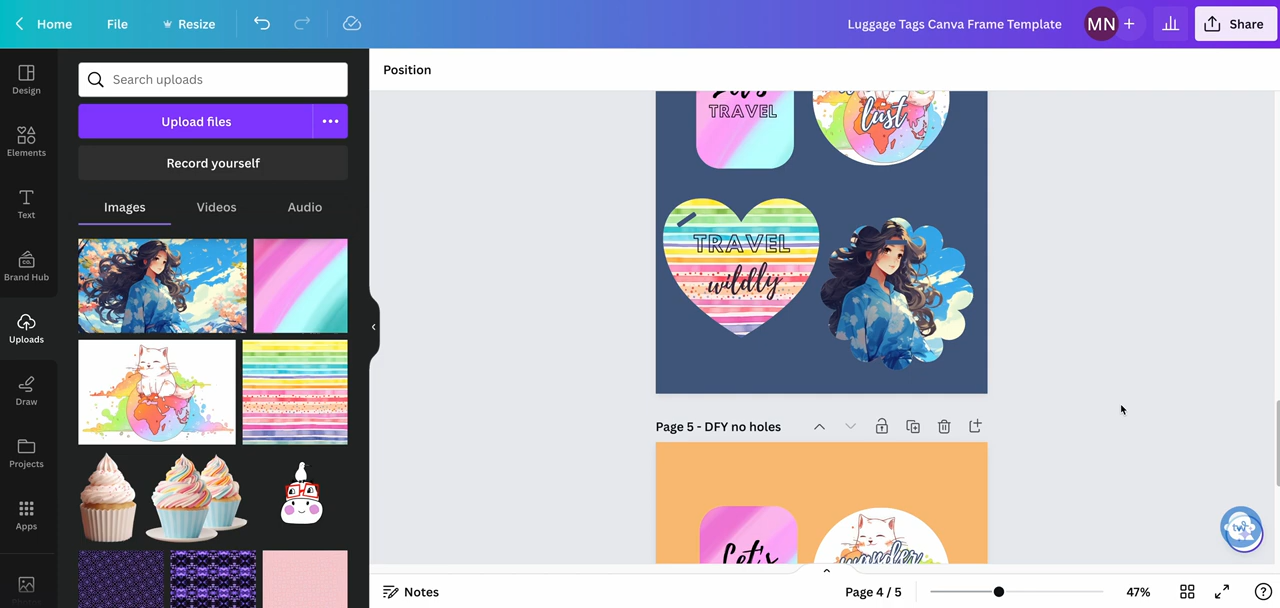 Home File Resize Luggage Tags Canva Frame Template MN + Share
Design
Elements
Text
Brand Hub
Uploads
Draw
Projects
Apps
Search uploads
Upload files
Record yourself
Images Videos Audio
Position
TRAVEL
lust
TRAVEL
wildly
Page 5 - DFY no holes
Let's
wander
Notes
Page 4 / 5 47%